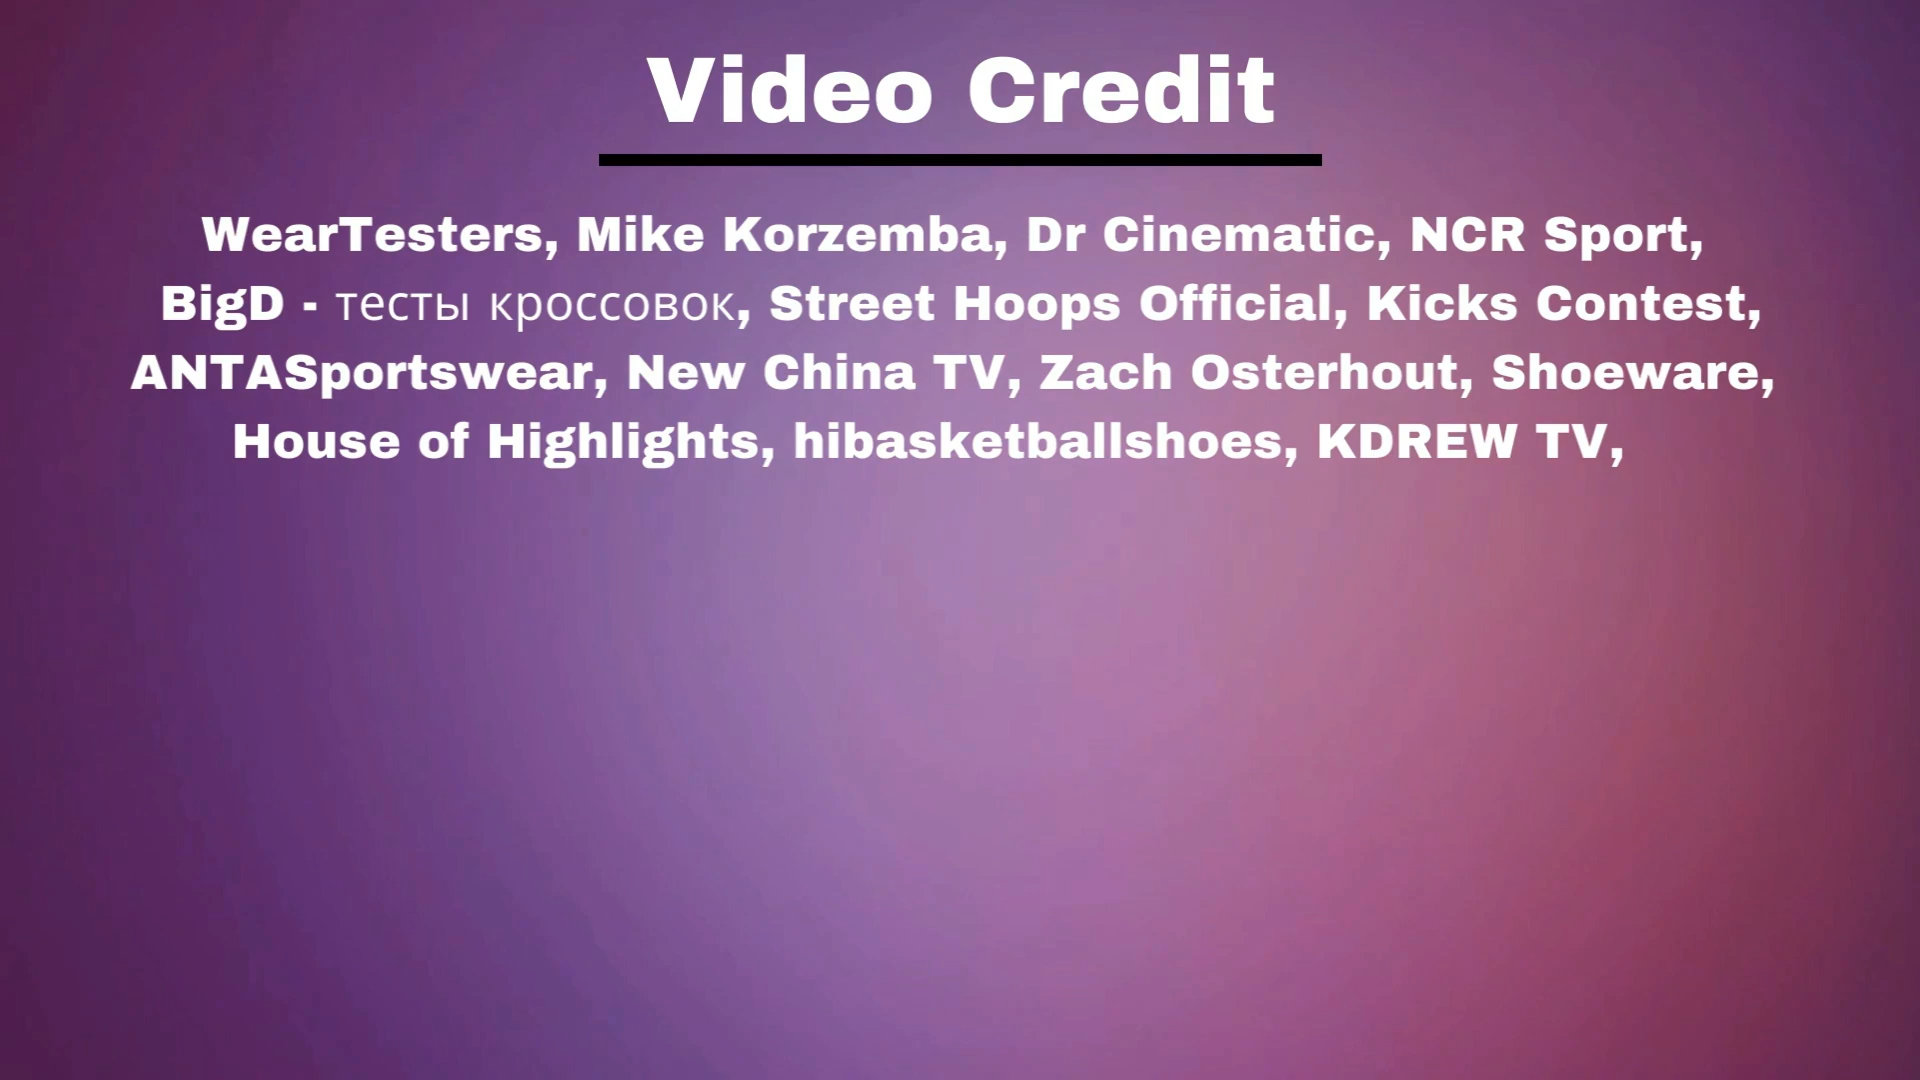 Video Credit
WearTesters, Mike Korzemba, Dr Cinematic, NCR Sport,
BigD - тесты кроссовок, Street Hoops Official, Kicks Contest,
ANTASportswear, New China TV, Zach Osterhout, Shoeware,
House of Highlights, hibasketballshoes, KDREW TV,